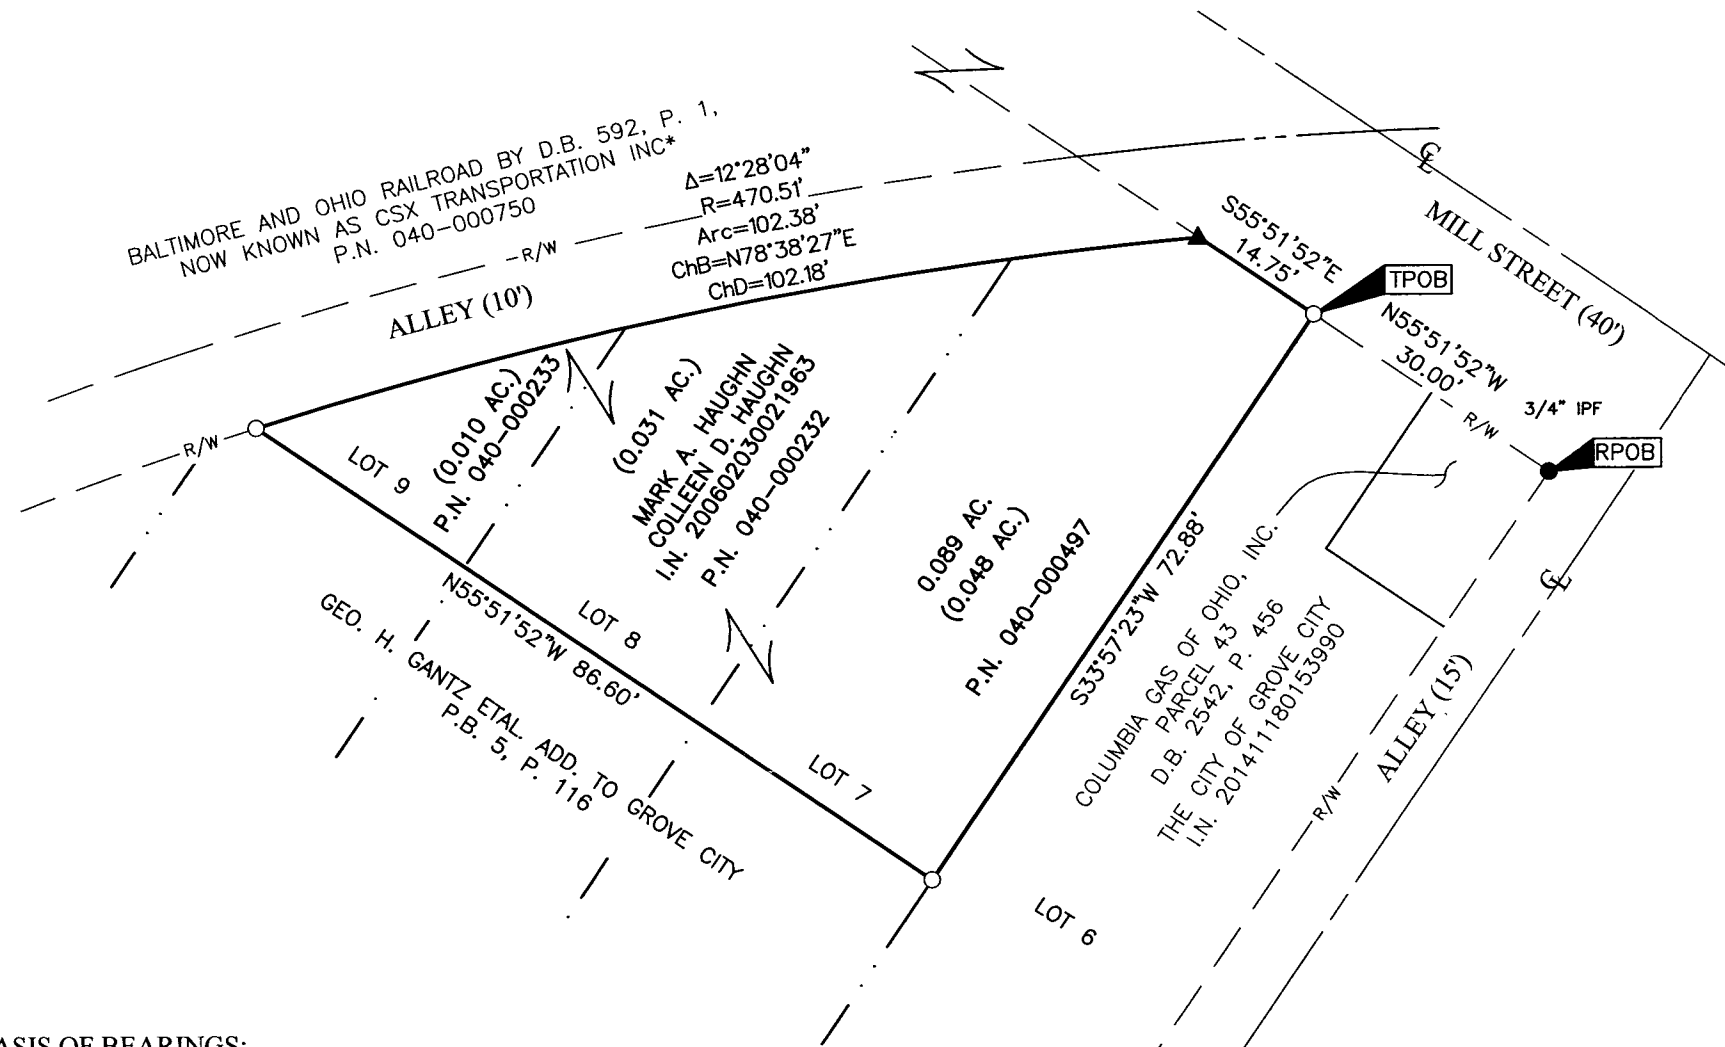 BALTIMORE AND OHIO RAILROAD BY D.B. 592, P. 1,
NOW KNOWN AS CSX TRANSPORTATION INC*
P.N. 040-000750
R/W
Δ=12°28'04"
R=470.51'
Arc=102.38'
ChB=N78°38'27"E
ChD=102.18'
ALLEY (10')
℄
MILL STREET (40')
S55°51'52"E
14.75'
TPOB
N55°51'52"W
30.00'
R/W
3/4" IPF
RPOB
R/W
LOT 9
(0.010 AC.)
P.N. 040-000233
(0.031 AC.)
MARK A. HAUGHN
COLLEEN D. HAUGHN
I.N. 200602030021963
P.N. 040-000232
0.089 AC.
(0.048 AC.)
P.N. 040-000497
S33°57'23"W 72.88'
COLUMBIA GAS OF OHIO, INC.
PARCEL 43
D.B. 2542, P. 456
THE CITY OF GROVE CITY
I.N. 201411180153990
℄
ALLEY (15')
R/W
N55°51'52"W 86.60'
LOT 8
LOT 7
LOT 6
GEO. H. GANTZ ETAL. ADD. TO GROVE CITY
P.B. 5, P. 116
ASIS OF BEARINGS: